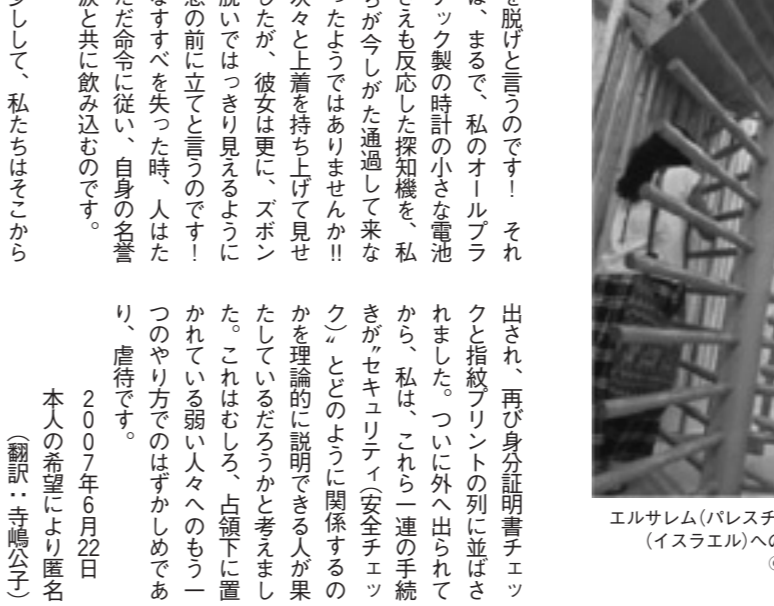 を脱げと言うのです！　それ
は、まるで、私のオールプラ
チック製の時計の小さな電池
さえも反応した探知機を、私
ちが今しがた通過して来な
ったようではありませんか!!
次々と上着を持ち上げて見せ
したが、彼女は更に、ズボン
脱いではっきり見えるように
窓の前に立てと言うのです！
なすすべを失った時、人はた
だ命令に従い、自身の名誉
涙と共に飲み込むのです。
少しして、私たちはそこから
出され、再び身分証明書チェッ
クと指紋プリントの列に並ばさ
れました。ついに外へ出られて
から、私は、これら一連の手続
きが〝セキュリティ（安全チェッ
ク）〟とどのように関係するの
かを理論的に説明できる人が果
たしているだろうかと考えまし
た。これはむしろ、占領下に置
かれている弱い人々へのもう一
つのやり方でのはずかしめであ
り、虐待です。
2007年6月22日
本人の希望により匿名
（翻訳：寺嶋公子）
エルサレム（パレスチ
（イスラエル）への